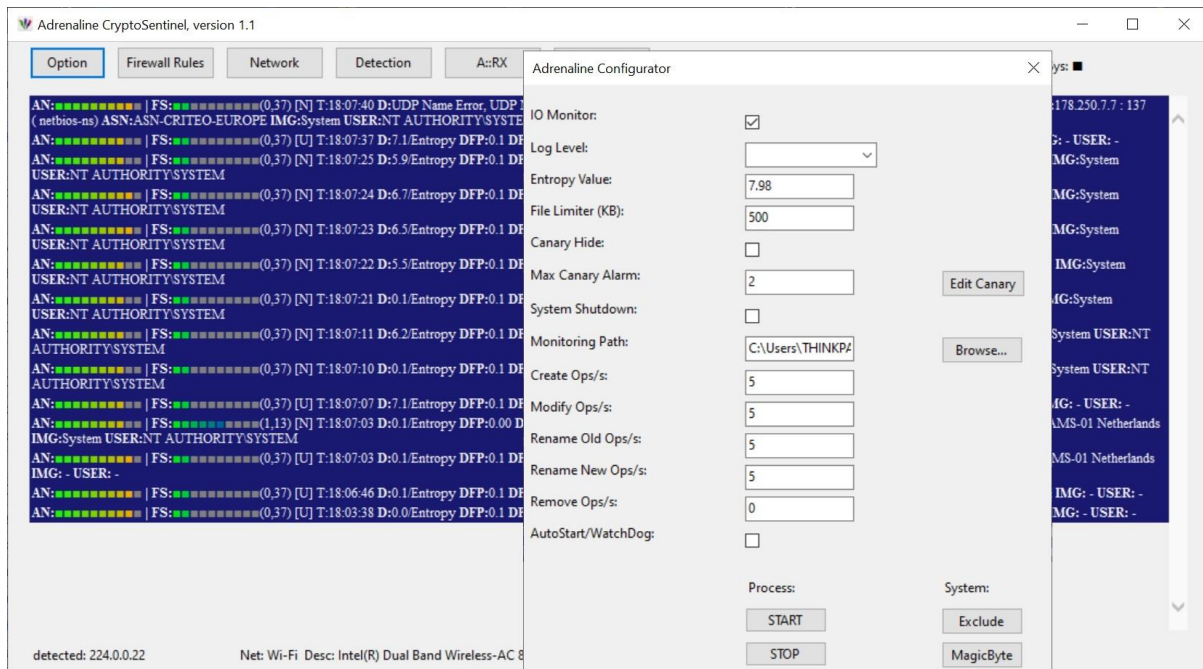 Adrenaline CryptoSentinel, version 1.1
Option Firewall Rules Network Detection A::RX
Sys:
AN: | FS: (0,37) [N] T:18:07:40 D:UDP Name Error, UDP
:178.250.7.7 : 137
( netbios-ns) ASN:ASN-CRITEO-EUROPE IMG:System USER:NT AUTHORITY\SYSTE
AN: | FS: (0,37) [U] T:18:07:37 D:7.1/Entropy DFP:0.1 DF
G: - USER: -
AN: | FS: (0,37) [N] T:18:07:25 D:5.9/Entropy DFP:0.1 DF
IMG:System
USER:NT AUTHORITY\SYSTEM
AN: | FS: (0,37) [N] T:18:07:24 D:6.7/Entropy DFP:0.1 DF
IMG:System
USER:NT AUTHORITY\SYSTEM
AN: | FS: (0,37) [N] T:18:07:23 D:6.5/Entropy DFP:0.1 DF
IMG:System
USER:NT AUTHORITY\SYSTEM
AN: | FS: (0,37) [N] T:18:07:22 D:5.5/Entropy DFP:0.1 DF
IMG:System
USER:NT AUTHORITY\SYSTEM
AN: | FS: (0,37) [N] T:18:07:21 D:0.1/Entropy DFP:0.1 DF
MG:System
USER:NT AUTHORITY\SYSTEM
AN: | FS: (0,37) [N] T:18:07:11 D:6.2/Entropy DFP:0.1 DF
System USER:NT
AUTHORITY\SYSTEM
AN: | FS: (0,37) [N] T:18:07:10 D:0.1/Entropy DFP:0.1 DF
System USER:NT
AUTHORITY\SYSTEM
AN: | FS: (0,37) [U] T:18:07:07 D:7.1/Entropy DFP:0.1 DF
MG: - USER: -
AN: | FS: (1,13) [N] T:18:07:03 D:0.1/Entropy DFP:0.00 D
AMS-01 Netherlands
IMG:System USER:NT AUTHORITY\SYSTEM
AN: | FS: (0,37) [U] T:18:07:03 D:0.1/Entropy DFP:0.1 DF
MS-01 Netherlands
IMG: - USER: -
AN: | FS: (0,37) [U] T:18:06:46 D:0.1/Entropy DFP:0.1 DF
IMG: - USER: -
AN: | FS: (0,37) [U] T:18:03:38 D:0.0/Entropy DFP:0.1 DF
MG: - USER: -
detected: 224.0.0.22
Net: Wi-Fi Desc: Intel(R) Dual Band Wireless-AC 8
Adrenaline Configurator
IO Monitor:
Log Level:
Entropy Value: 7.98
File Limiter (KB): 500
Canary Hide:
Max Canary Alarm: 2 Edit Canary
System Shutdown:
Monitoring Path: C:\Users\THINKPA Browse...
Create Ops/s: 5
Modify Ops/s: 5
Rename Old Ops/s: 5
Rename New Ops/s: 5
Remove Ops/s: 0
AutoStart/WatchDog:
Process: System:
START Exclude
STOP MagicByte